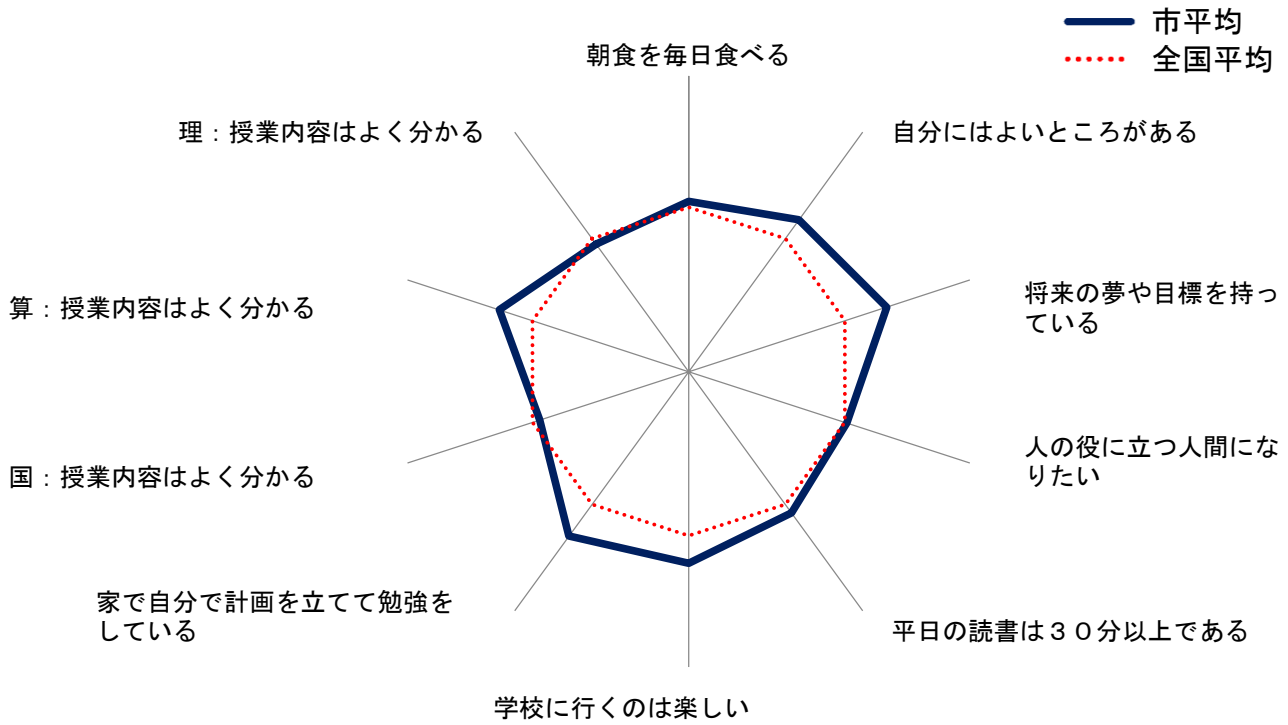 市平均
全国平均
朝食を毎日食べる
自分にはよいところがある
将来の夢や目標を持っ
ている
人の役に立つ人間にな
りたい
平日の読書は３０分以上である
学校に行くのは楽しい
家で自分で計画を立てて勉強を
している
国：授業内容はよく分かる
算：授業内容はよく分かる
理：授業内容はよく分かる